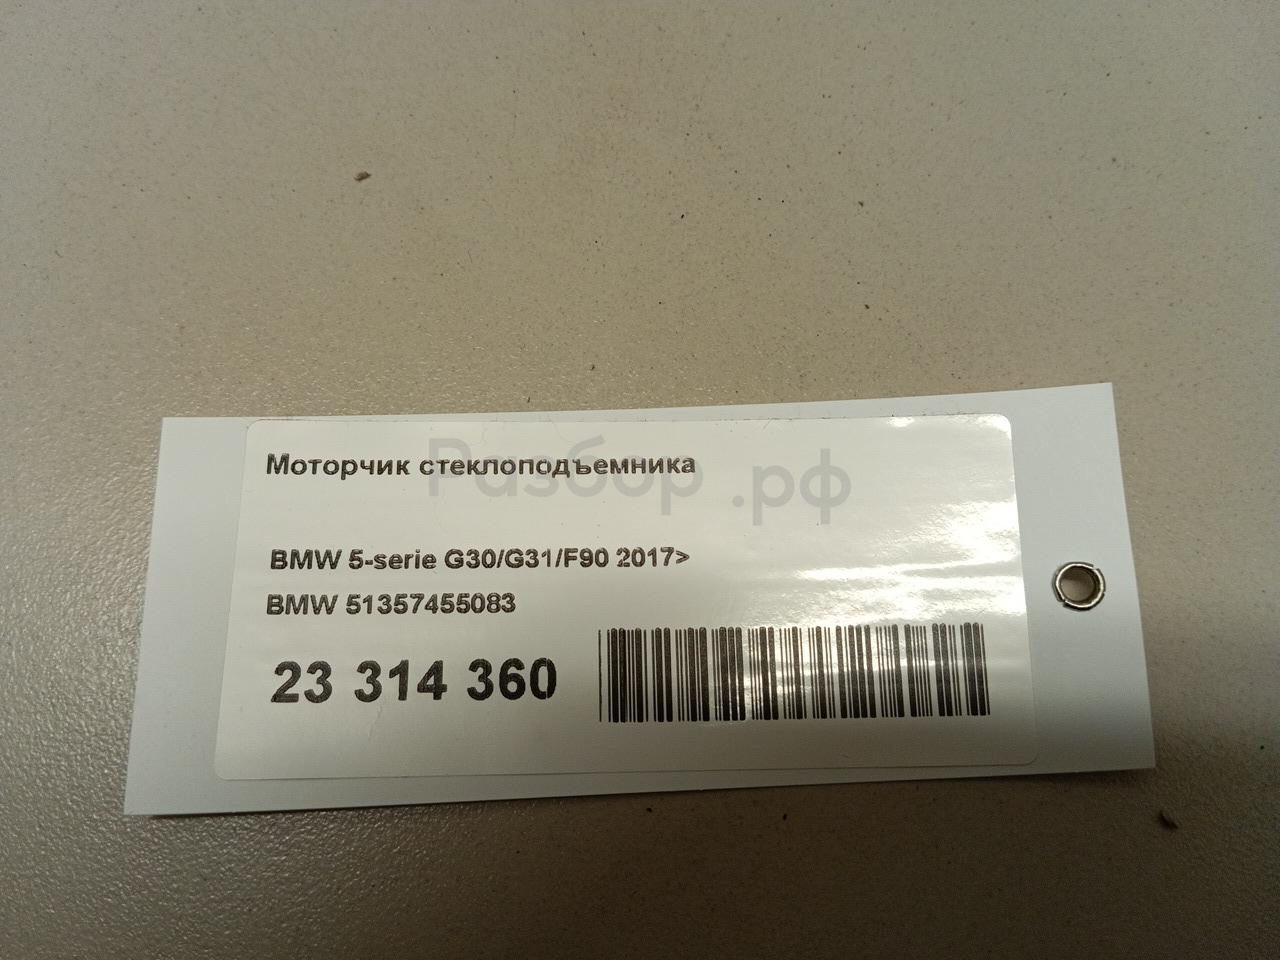 Моторчик стеклоподъемника
Разбор.рф
BMW 5-serie G30/G31/F90 2017>
BMW 51357455083
23 314 360